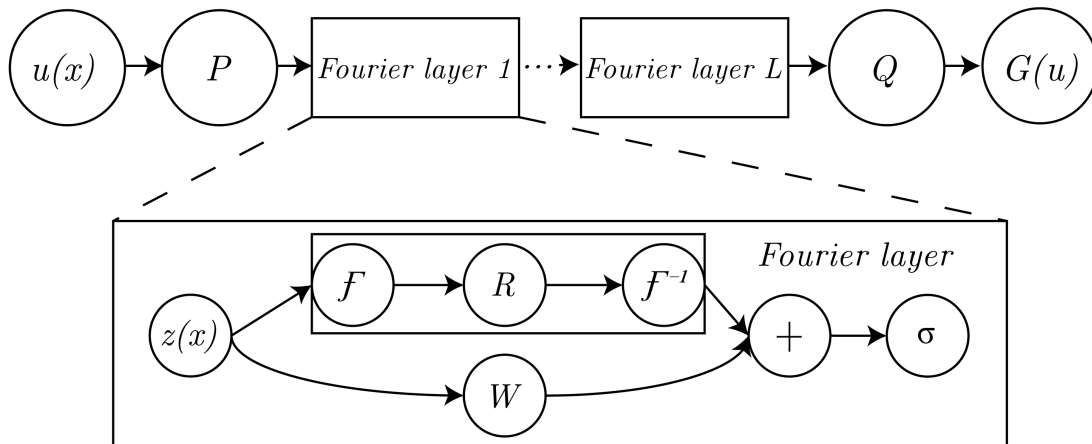 u(x) P Fourier layer 1 ... Fourier layer L Q G(u)
Fourier layer
F R F⁻¹
z(x) + σ
W